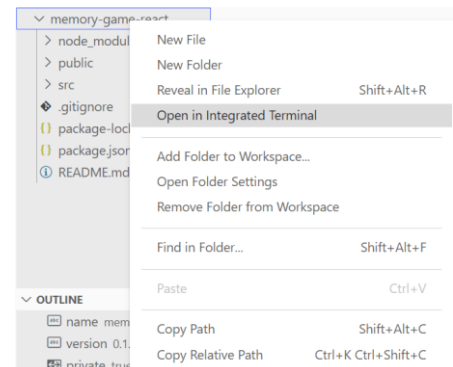 memory-game-react
node_modul
public
src
.gitignore
package-lock
package.json
README.md
OUTLINE
name mem
version 0.1.
private true
New File
New Folder
Reveal in File Explorer Shift+Alt+R
Open in Integrated Terminal
Add Folder to Workspace...
Open Folder Settings
Remove Folder from Workspace
Find in Folder... Shift+Alt+F
Paste Ctrl+V
Copy Path Shift+Alt+C
Copy Relative Path Ctrl+K Ctrl+Shift+C